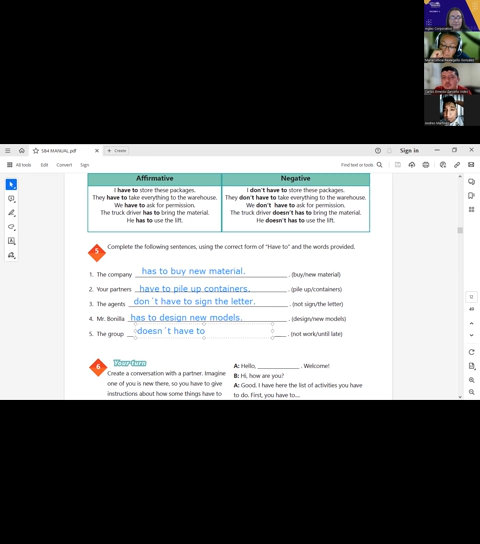 SB4 MANUAL.pdf
Create
Sign in
All tools
Edit
Convert
Sign
Find text or tools
Affirmative
Negative
I have to store these packages.
They have to take everything to the warehouse.
We have to ask for permission.
The truck driver has to bring the material.
He has to use the lift.
I don't have to store these packages.
They don't have to take everything to the warehouse.
We don't have to ask for permission.
The truck driver doesn't has to bring the material.
He doesn't has to use the lift.
5
Complete the following sentences, using the correct form of "Have to" and the words provided.
1. The company has to buy new material. . (buy/new material)
2. Your partners have to pile up containers. . (pile up/containers)
3. The agents don´t have to sign the letter. . (not sign/the letter)
4. Mr. Bonilla has to design new models. . (design/new models)
5. The group doesn´t have to . (not work/until late)
6
Your turn
Create a conversation with a partner. Imagine
one of you is new there, so you have to give
instructions about how some things have to
A: Hello, ______________ . Welcome!
B: Hi, how are you?
A: Good. I have here the list of activities you have
to do. First, you have to...
12